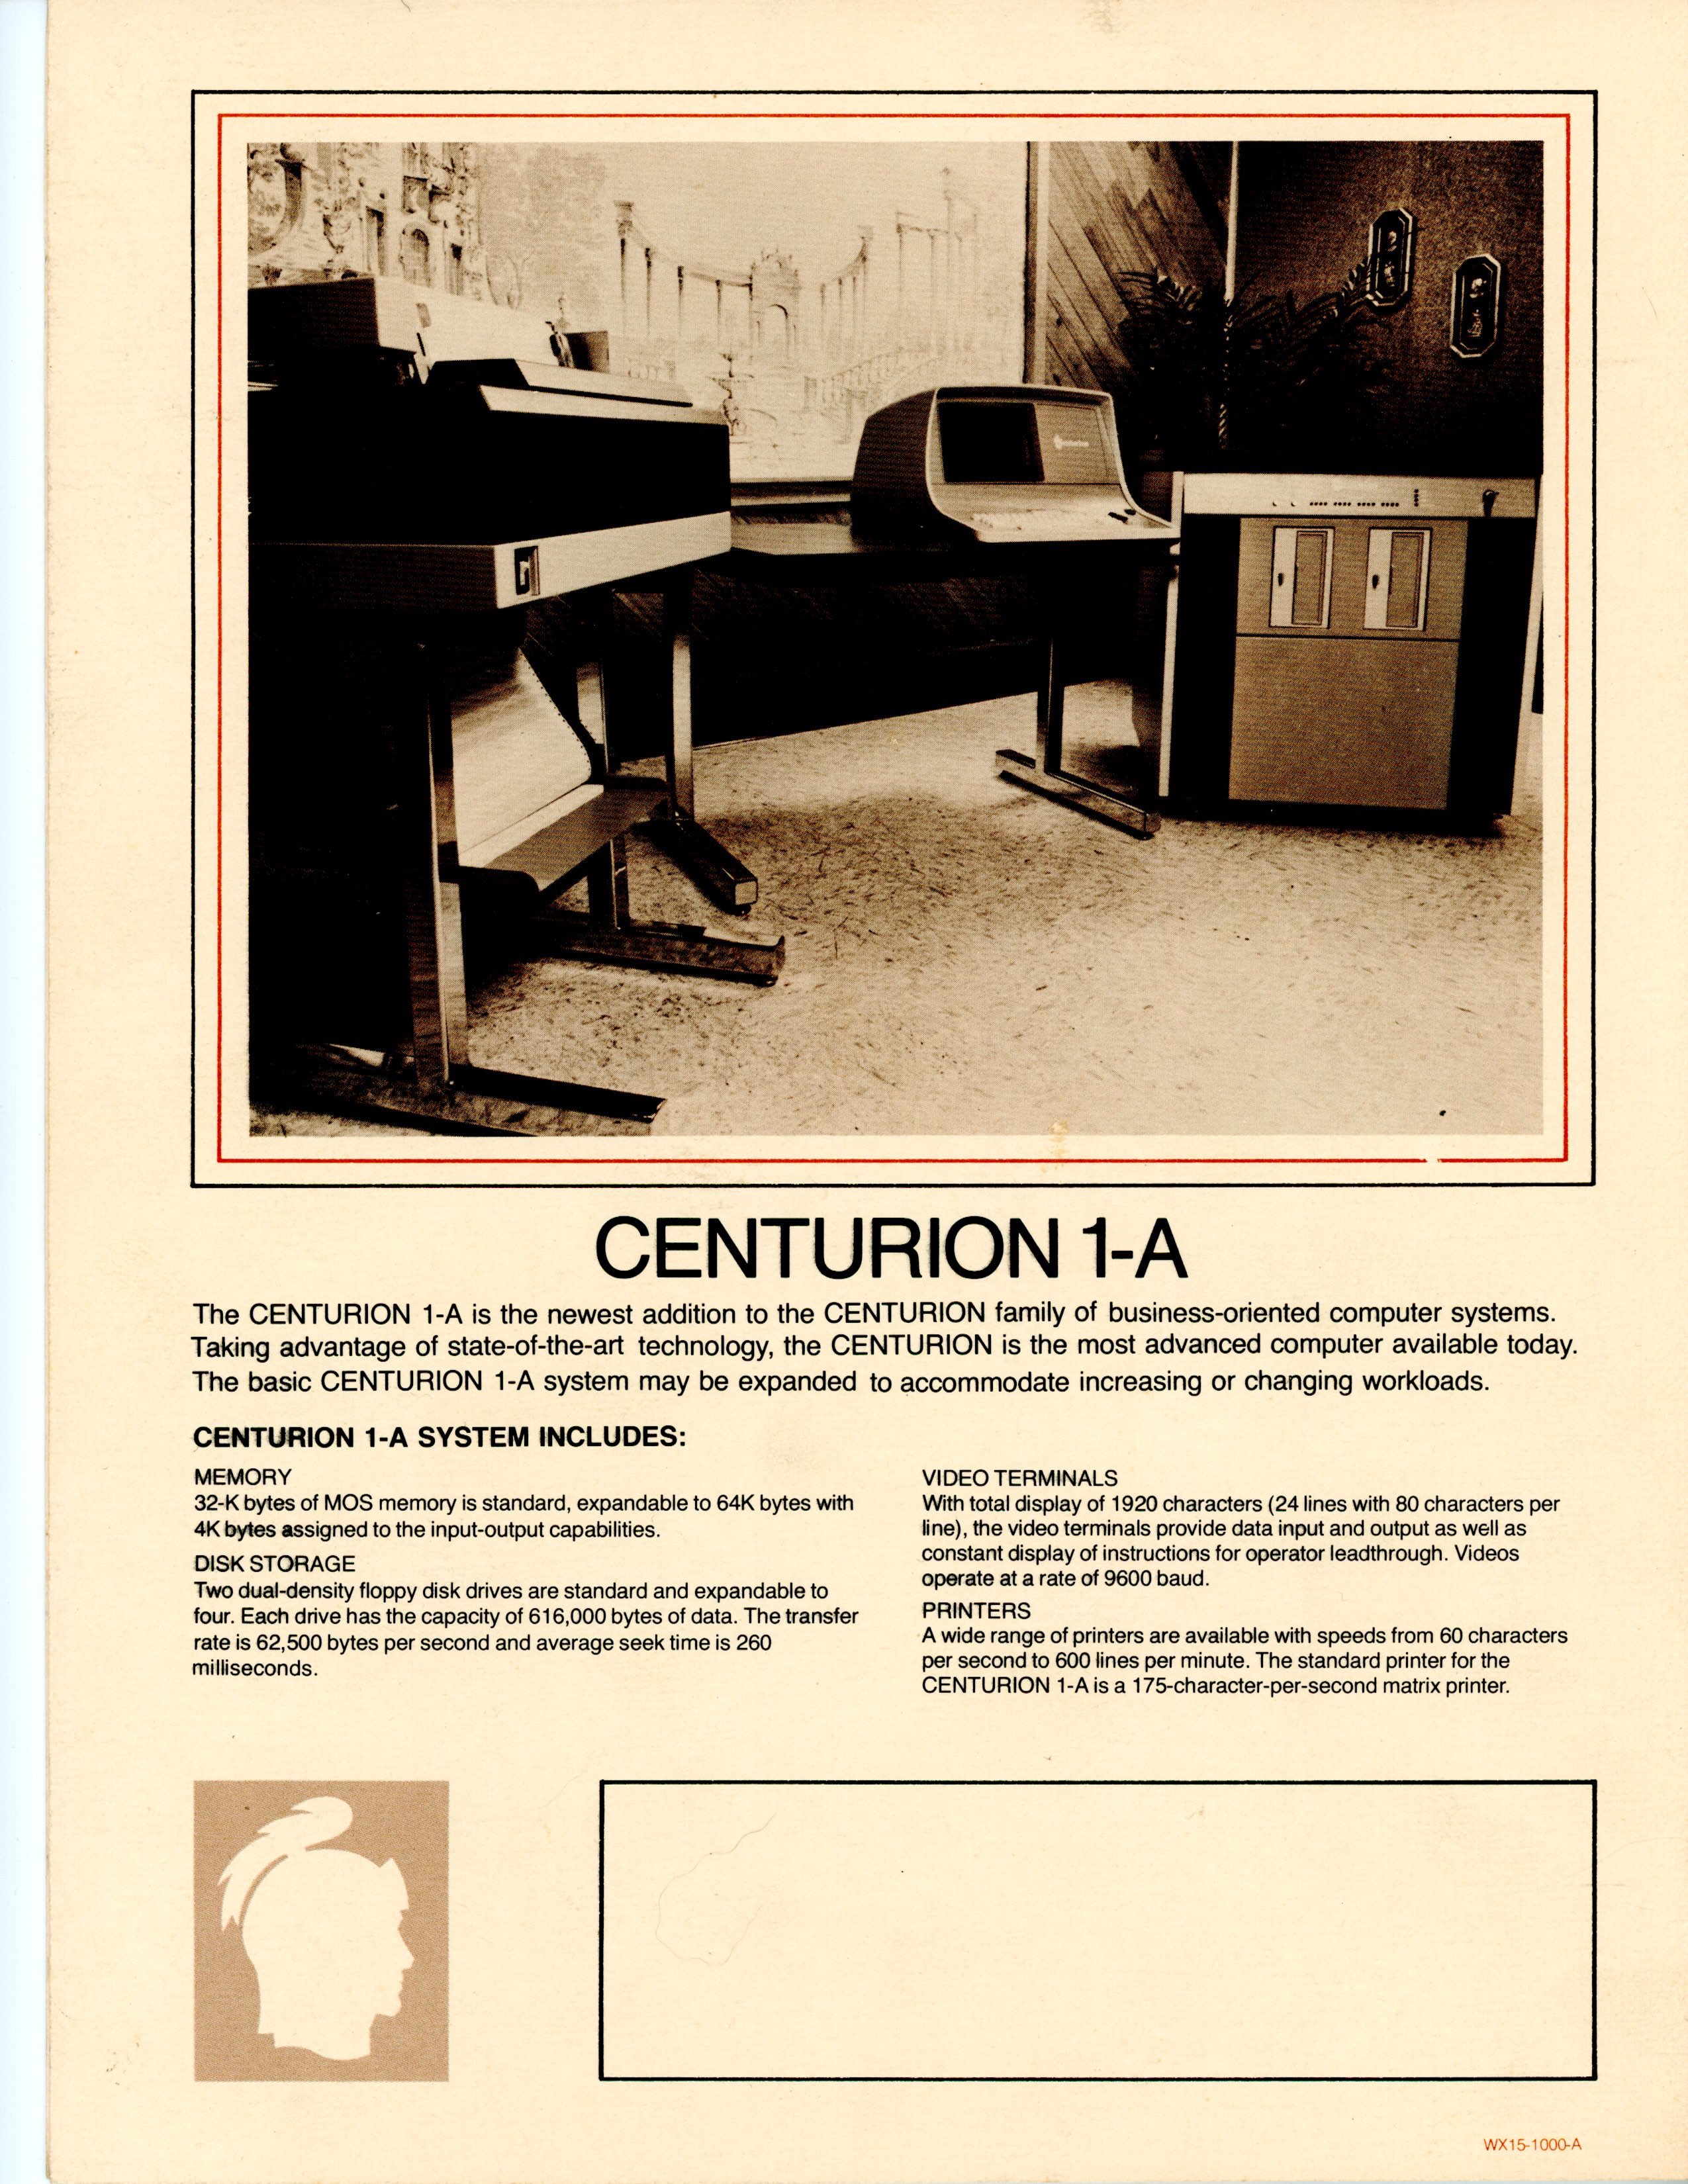 CENTURION 1-A
The CENTURION 1-A is the newest addition to the CENTURION family of business-oriented computer systems.
Taking advantage of state-of-the-art technology, the CENTURION is the most advanced computer available today.
The basic CENTURION 1-A system may be expanded to accommodate increasing or changing workloads.
CENTURION 1-A SYSTEM INCLUDES:
MEMORY
32-K bytes of MOS memory is standard, expandable to 64K bytes with
4K bytes assigned to the input-output capabilities.
DISK STORAGE
Two dual-density floppy disk drives are standard and expandable to
four. Each drive has the capacity of 616,000 bytes of data. The transfer
rate is 62,500 bytes per second and average seek time is 260
milliseconds.
VIDEO TERMINALS
With total display of 1920 characters (24 lines with 80 characters per
line), the video terminals provide data input and output as well as
constant display of instructions for operator leadthrough. Videos
operate at a rate of 9600 baud.
PRINTERS
A wide range of printers are available with speeds from 60 characters
per second to 600 lines per minute. The standard printer for the
CENTURION 1-A is a 175-character-per-second matrix printer.
WX15-1000-A